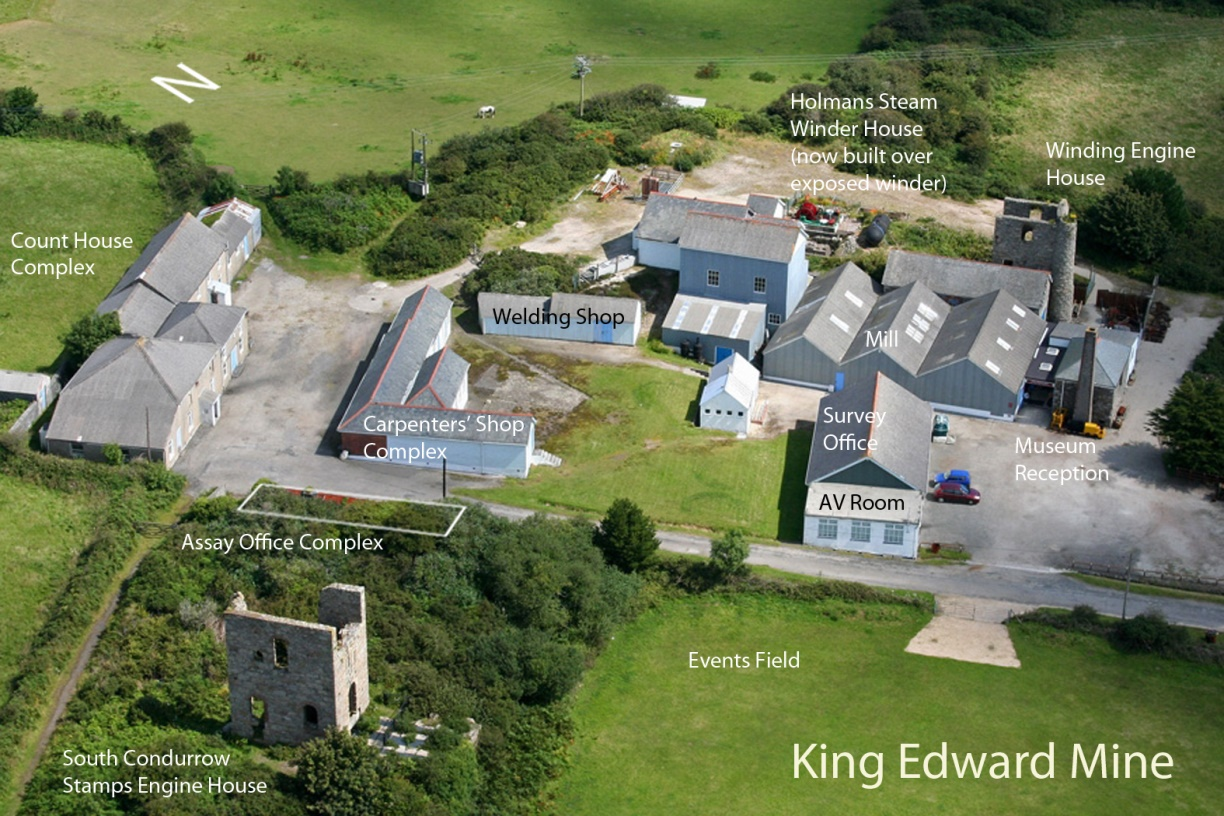 N
Holmans Steam
Winder House
(now built over
exposed winder)
Winding Engine
House
Count House
Complex
Welding Shop
Mill
Carpenters' Shop
Complex
Survey
Office
Museum
Reception
AV Room
Assay Office Complex
Events Field
South Condurrow
Stamps Engine House
King Edward Mine